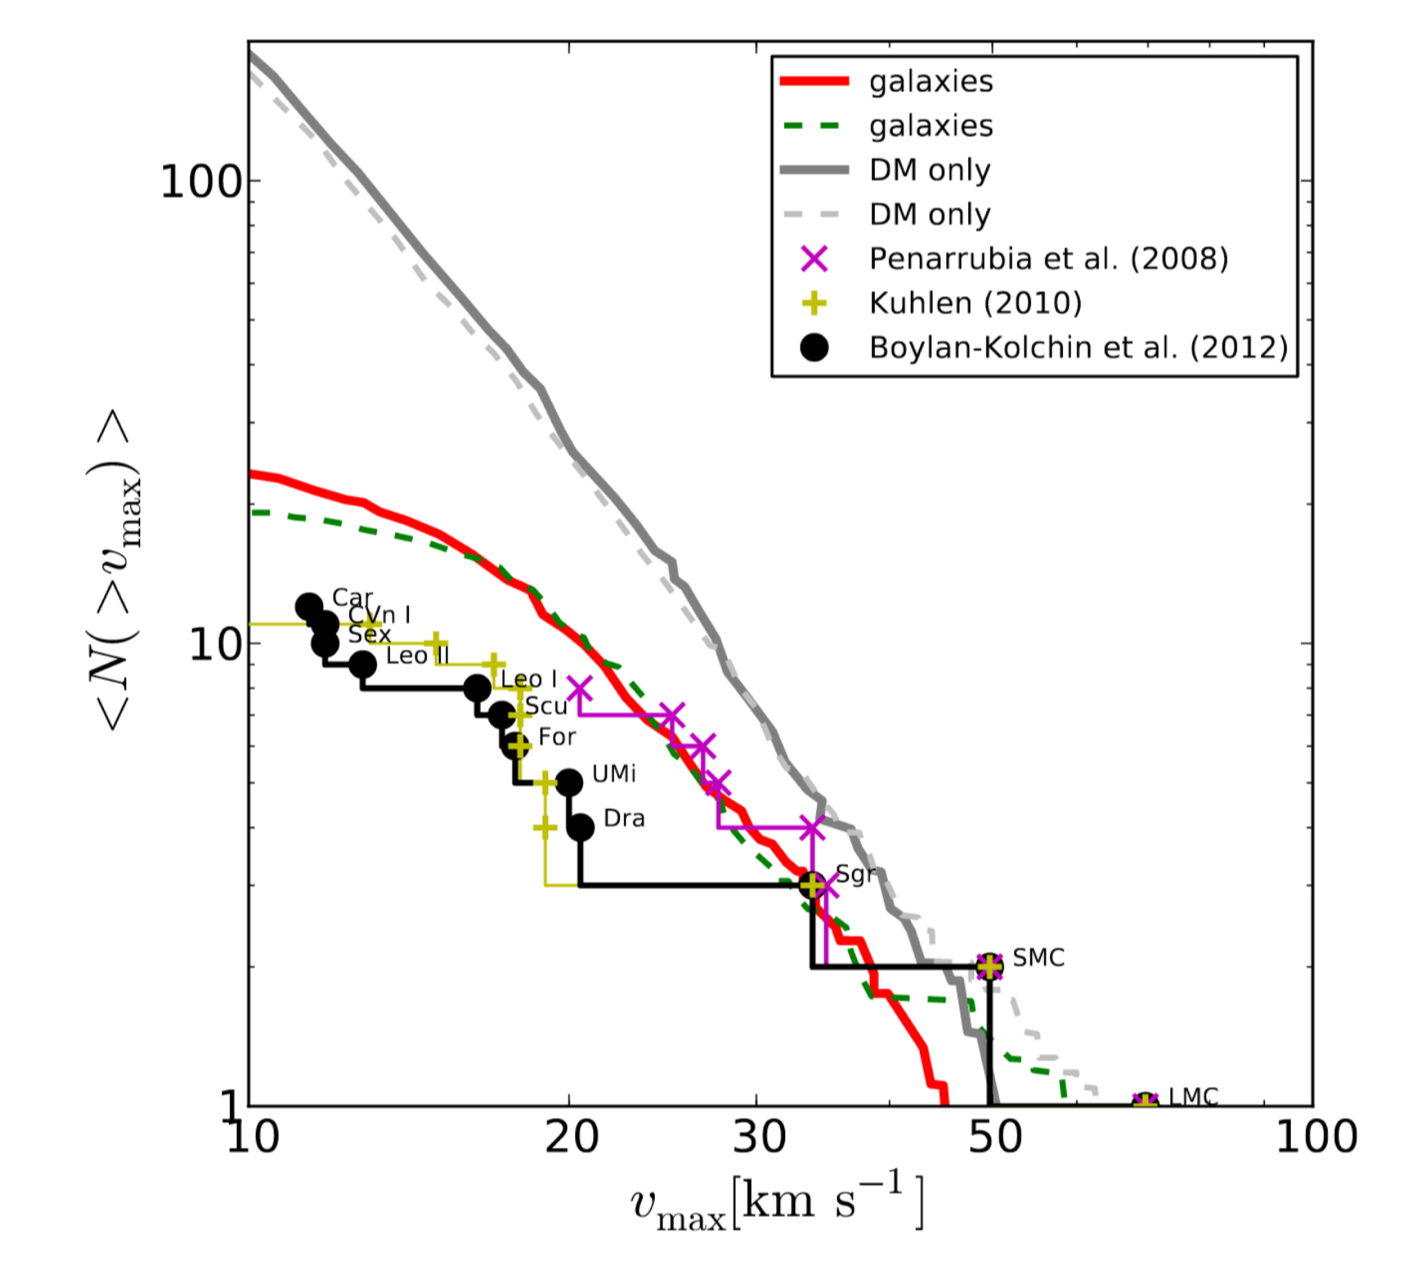 galaxies
galaxies
DM only
DM only
Penarrubia et al. (2008)
Kuhlen (2010)
Boylan-Kolchin et al. (2012)
100
10
1
<N(>v_max)>
Car
CVn I
Sex
Leo II
Leo I
Scu
For
UMi
Dra
Sgr
SMC
LMC
10 20 30 50 100
v_max[km s⁻¹]